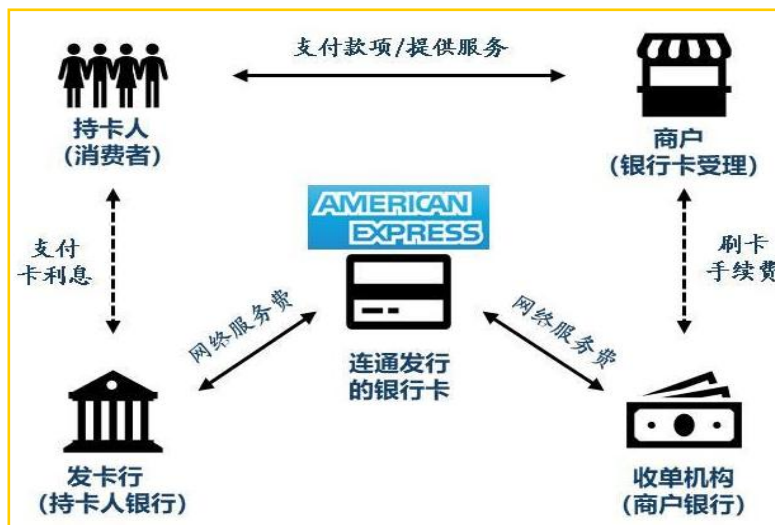 支付款项/提供服务
持卡人
(消费者)
商户
(银行卡受理)
AMERICAN
EXPRESS
支付
卡利息
刷卡
手续费
网络服务费
网络服务费
连通发行
的银行卡
发卡行
(持卡人银行)
收单机构
(商户银行)